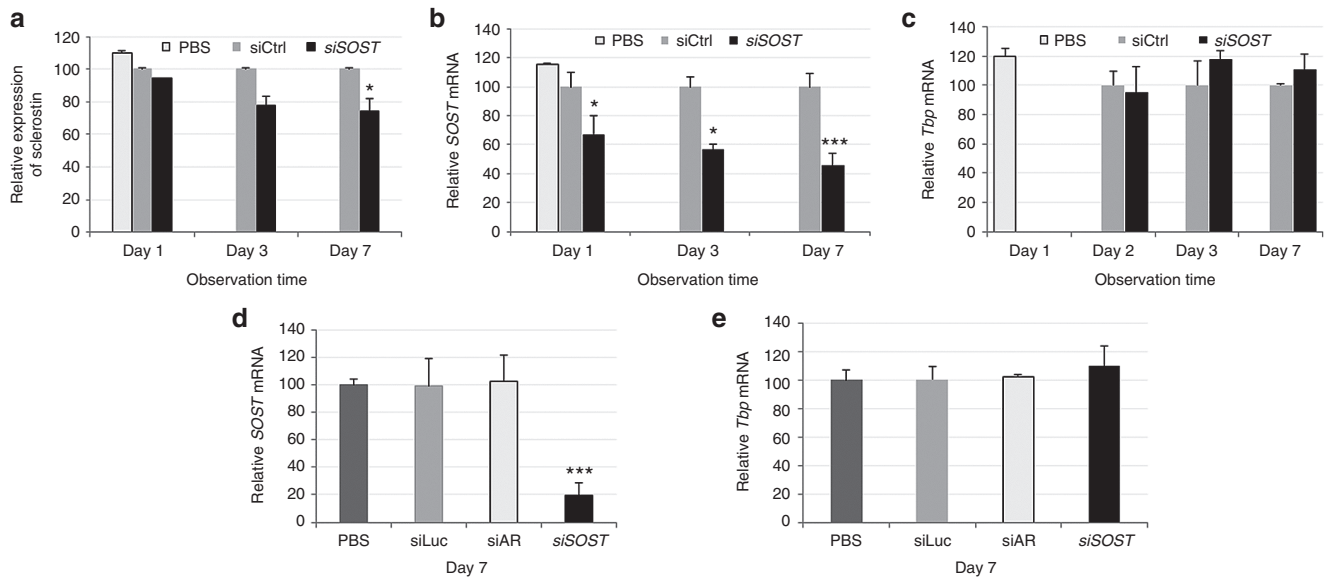 a
120
100
80
60
40
20
0
Relative expression
of sclerostin
PBS siCtrl siSOST
*
Day 1 Day 3 Day 7
Observation time
b
140
120
100
80
60
40
20
0
Relative SOST mRNA
PBS siCtrl siSOST
* * ***
Day 1 Day 3 Day 7
Observation time
c
140
120
100
80
60
40
20
0
Relative Tbp mRNA
PBS siCtrl siSOST
Day 1 Day 2 Day 3 Day 7
Observation time
d
140
120
100
80
60
40
20
0
Relative SOST mRNA
***
PBS siLuc siAR siSOST
Day 7
e
140
120
100
80
60
40
20
0
Relative Tbp mRNA
PBS siLuc siAR siSOST
Day 7